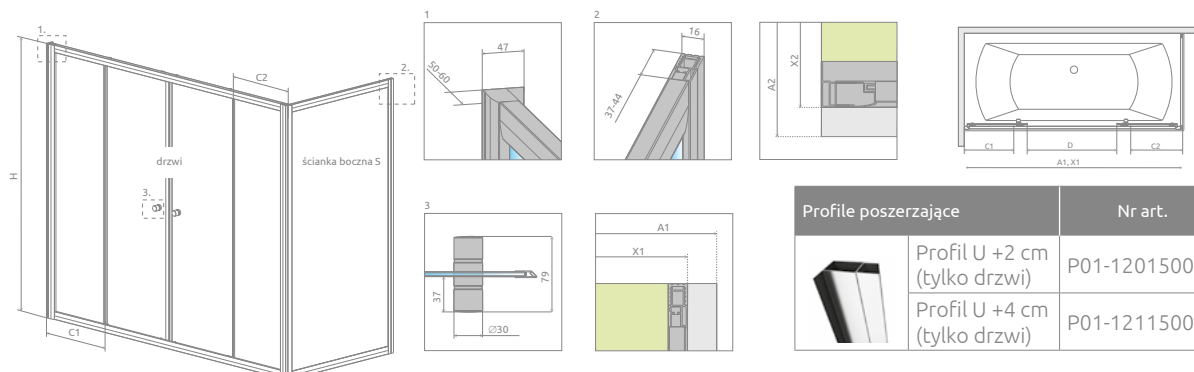 1.
2.
C2
H
drzwi
ścianka boczna S
3.
C1
1
47
50-60
2
16
37-44
A2
X2
C1
D
C2
A1, X1
3
79
37
Ø30
A1
X1
Profile poszerzające
Nr art.
Profil U +2 cm
(tylko drzwi)
P01-1201500
Profil U +4 cm
(tylko drzwi)
P01-1211500